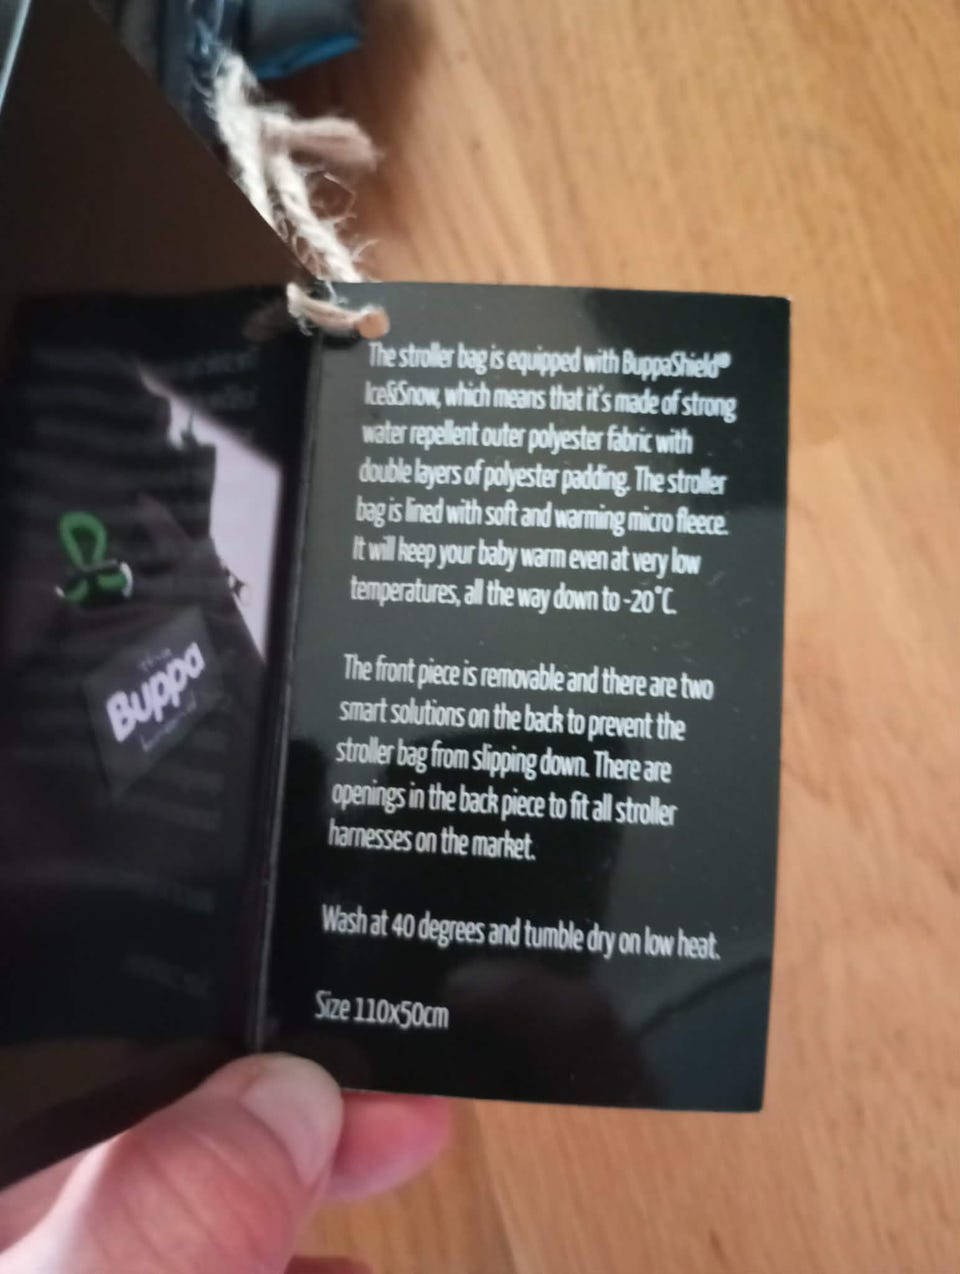 Buppa
The stroller bag is equipped with BuppaShield®
Ice&Snow, which means that it's made of strong
water repellent outer polyester fabric with
double layers of polyester padding. The stroller
bag is lined with soft and warming micro fleece.
It will keep your baby warm even at very low
temperatures, all the way down to -20°C.
The front piece is removable and there are two
smart solutions on the back to prevent the
stroller bag from slipping down. There are
openings in the back piece to fit all stroller
harnesses on the market.
Wash at 40 degrees and tumble dry on low heat.
Size 110x50cm